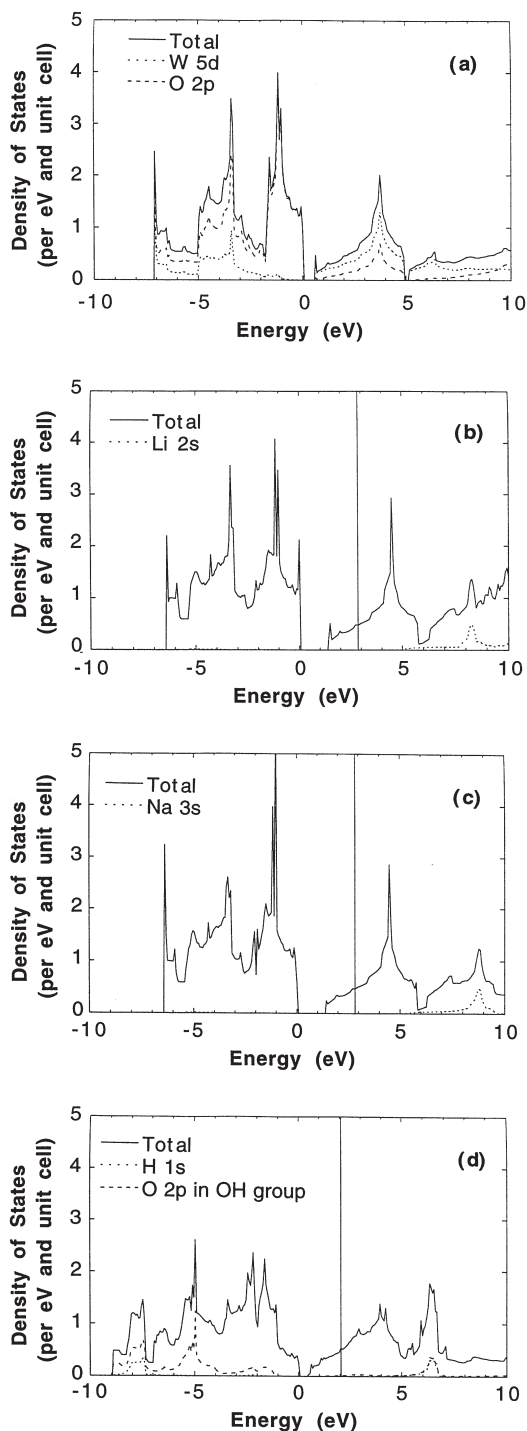 Total
W 5d
O 2p
(a)
Density of States
(per eV and unit cell)
5
4
3
2
1
0
-10 -5 0 5 10
Energy (eV)
Total
Li 2s
(b)
Density of States
(per eV and unit cell)
5
4
3
2
1
0
-10 -5 0 5 10
Energy (eV)
Total
Na 3s
(c)
Density of States
(per eV and unit cell)
5
4
3
2
1
0
-10 -5 0 5 10
Energy (eV)
Total
H 1s
O 2p in OH group
(d)
Density of States
(per eV and unit cell)
5
4
3
2
1
0
-10 -5 0 5 10
Energy (eV)